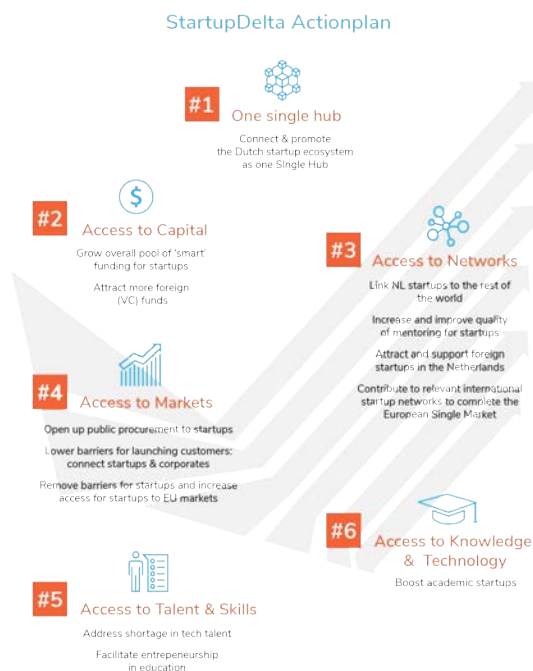 StartupDelta Actionplan
#1
One single hub
Connect & promote
the Dutch startup ecosystem
as one Single Hub
#2
Access to Capital
Grow overall pool of 'smart'
funding for startups
Attract more foreign
(VC) funds
#3
Access to Networks
Link NL startups to the rest of
the world
Increase and improve quality
of mentoring for startups
Attract and support foreign
startups in the Netherlands
Contribute to relevant international
startup networks to complete the
European Single Market
#4
Access to Markets
Open up public procurement to startups
Lower barriers for launching customers:
connect startups & corporates
Remove barriers for startups and increase
access for startups to EU markets
#5
Access to Talent & Skills
Address shortage in tech talent
Facilitate entrepeneurship
in education
#6
Access to Knowledge
& Technology
Boost academic startups